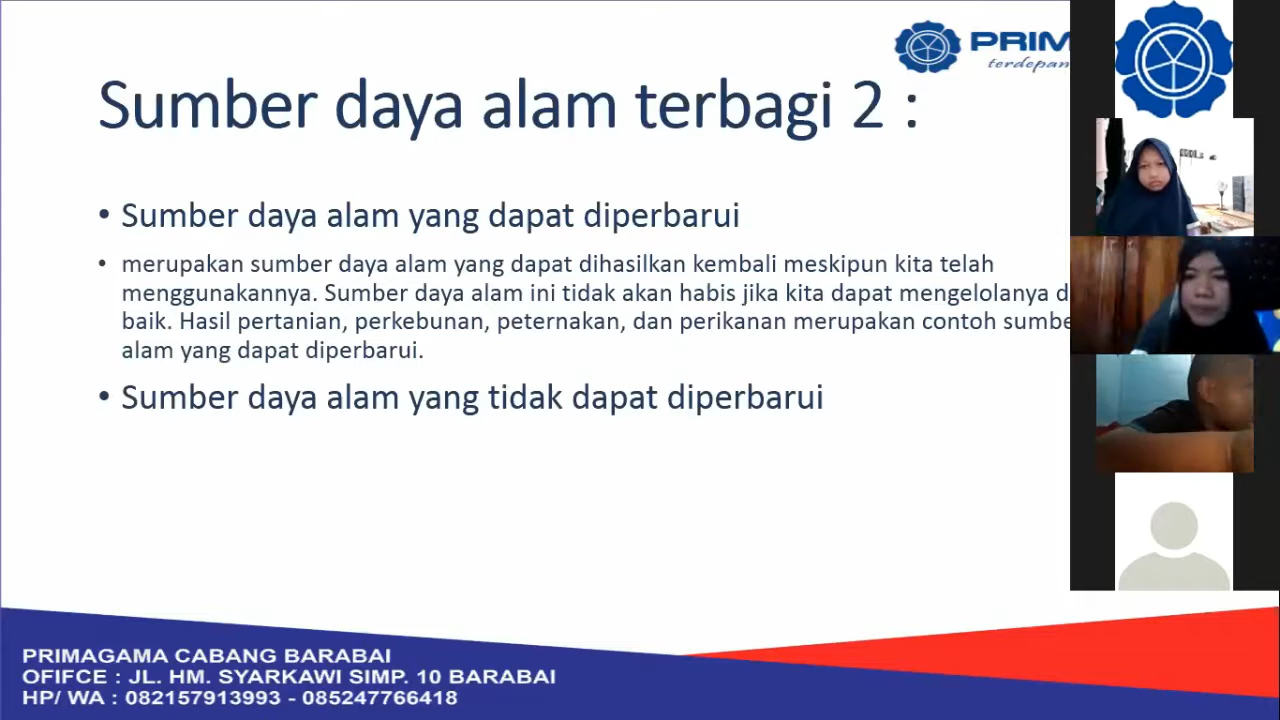 PRIM
terdepan
Sumber daya alam terbagi 2 :
• Sumber daya alam yang dapat diperbarui
• merupakan sumber daya alam yang dapat dihasilkan kembali meskipun kita telah
menggunakannya. Sumber daya alam ini tidak akan habis jika kita dapat mengelolanya d
baik. Hasil pertanian, perkebunan, peternakan, dan perikanan merupakan contoh sumbe
alam yang dapat diperbarui.
• Sumber daya alam yang tidak dapat diperbarui
PRIMAGAMA CABANG BARABAI
OFIFCE : JL. HM. SYARKAWI SIMP. 10 BARABAI
HP/ WA : 082157913993 - 085247766418